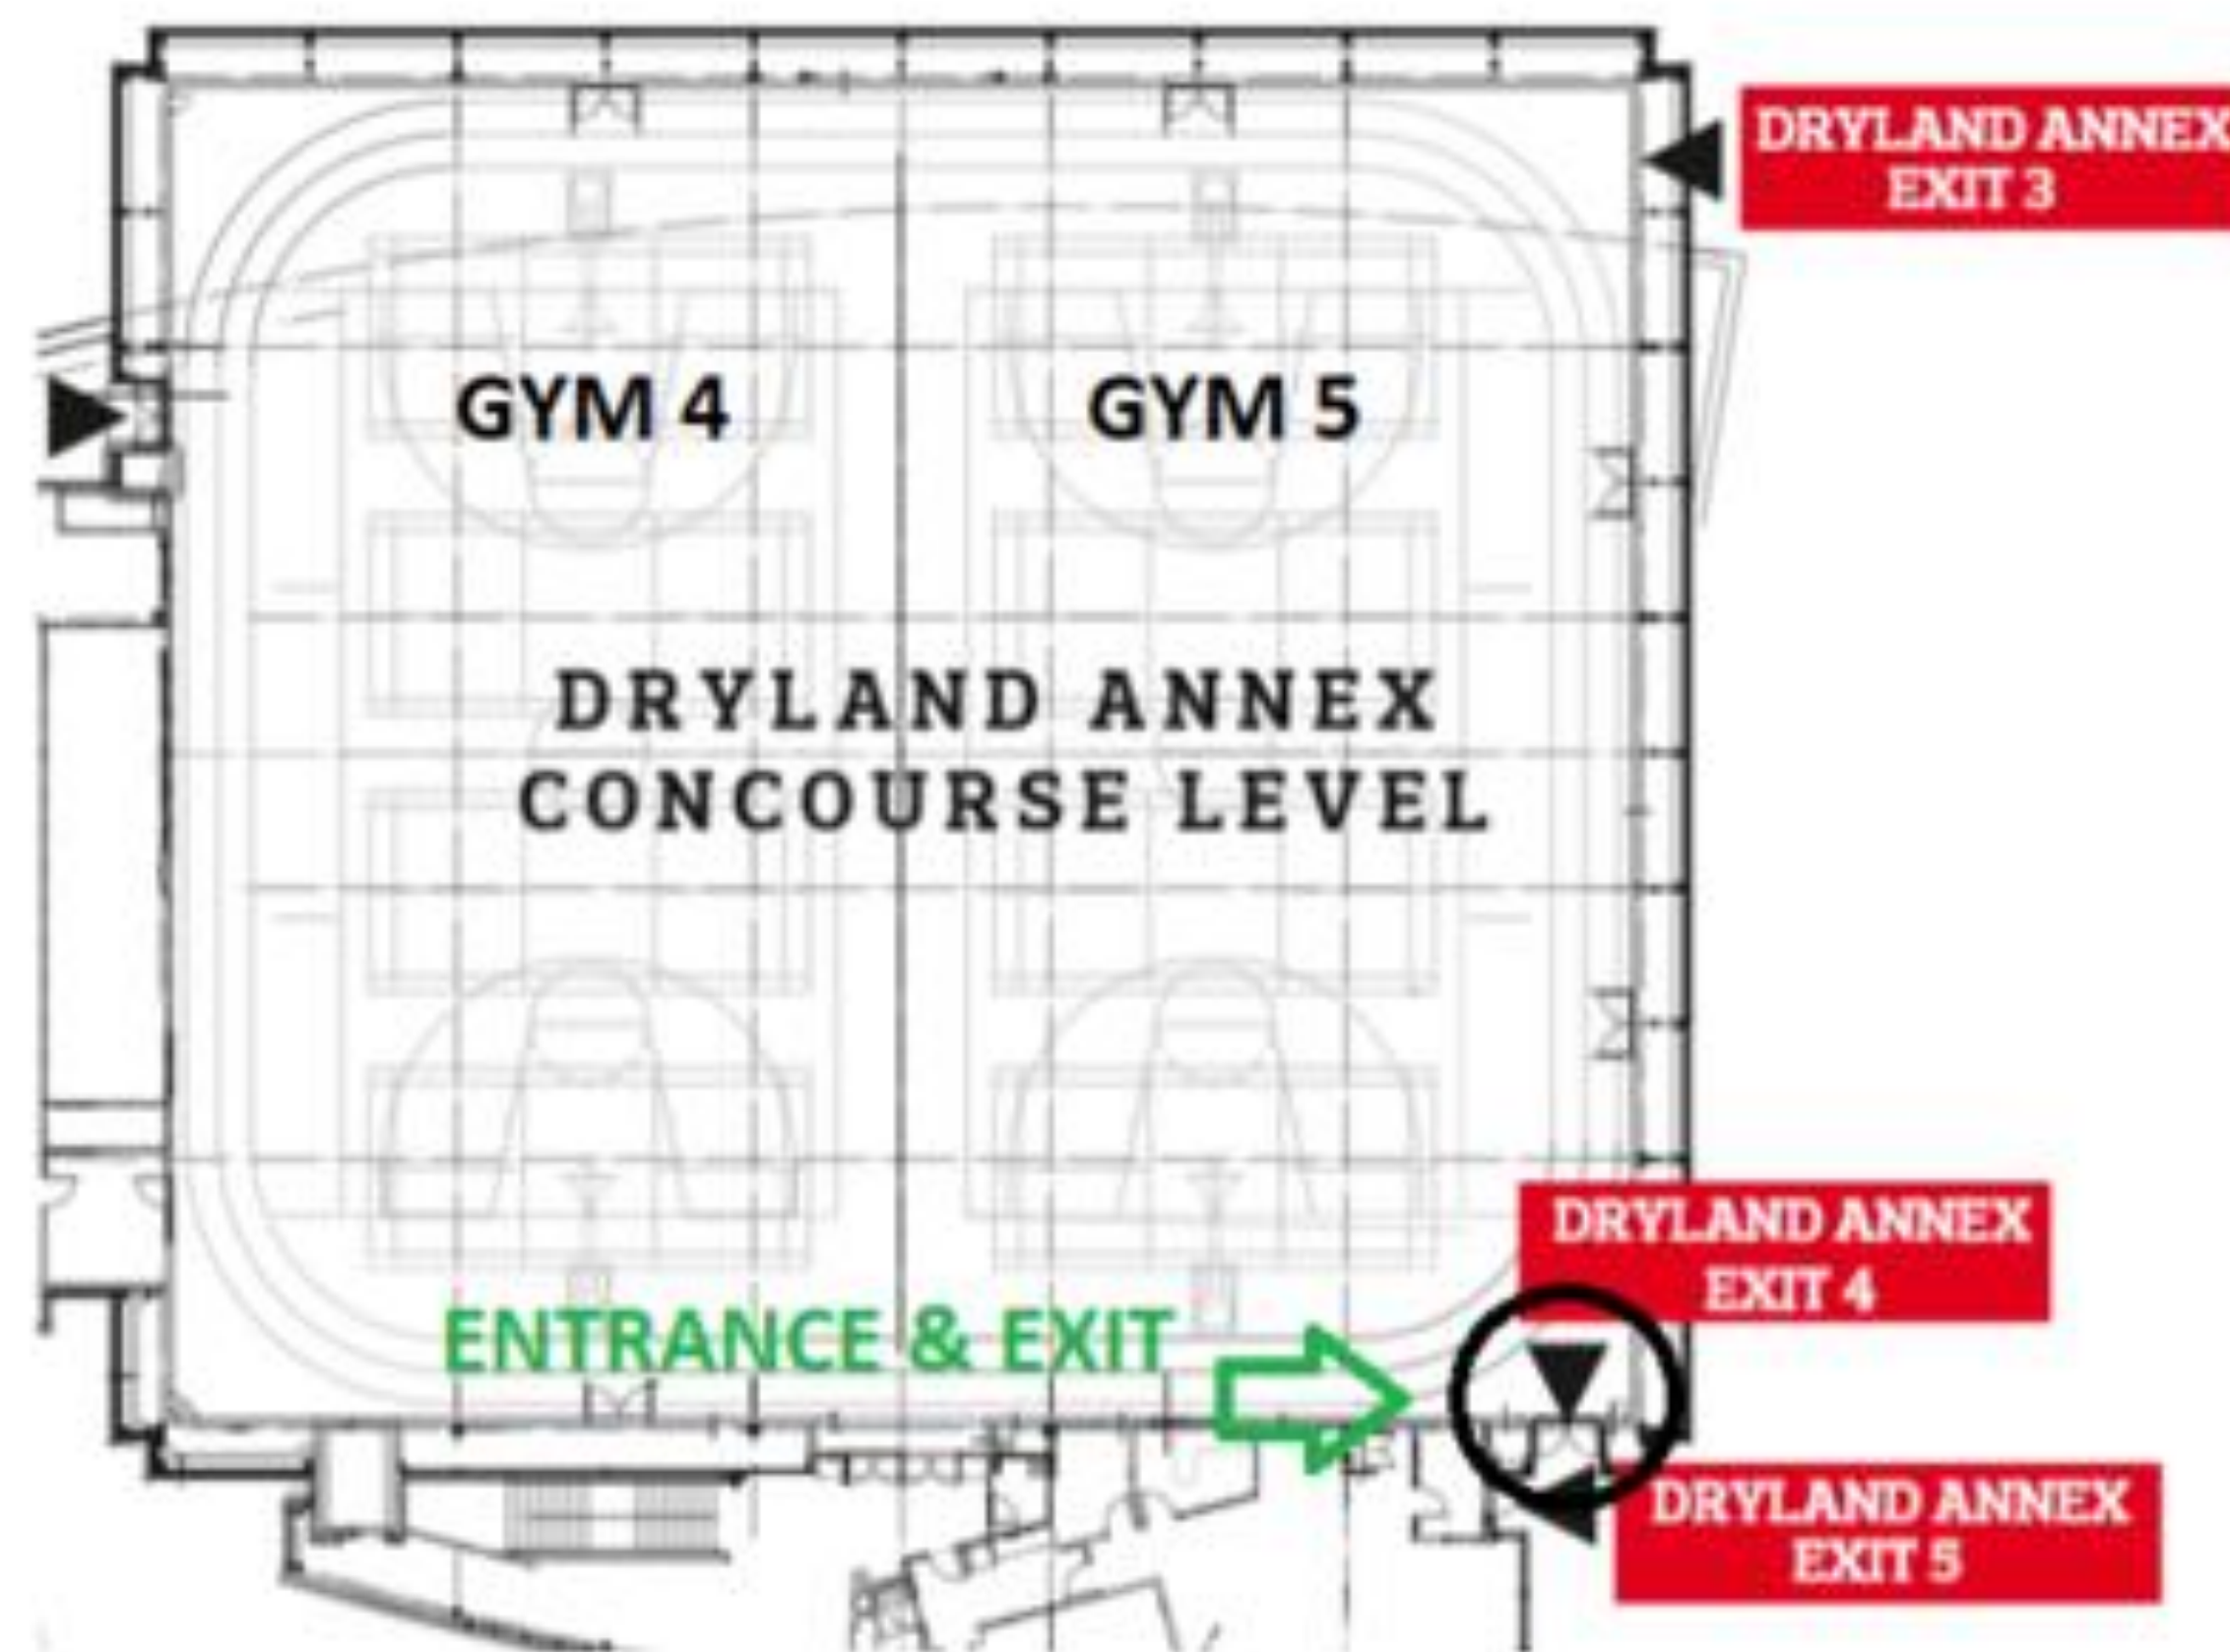 DRYLAND ANNEX
EXIT 3
GYM 4
GYM 5
DRYLAND ANNEX
CONCOURSE LEVEL
DRYLAND ANNEX
EXIT 4
ENTRANCE & EXIT
DRYLAND ANNEX
EXIT 5